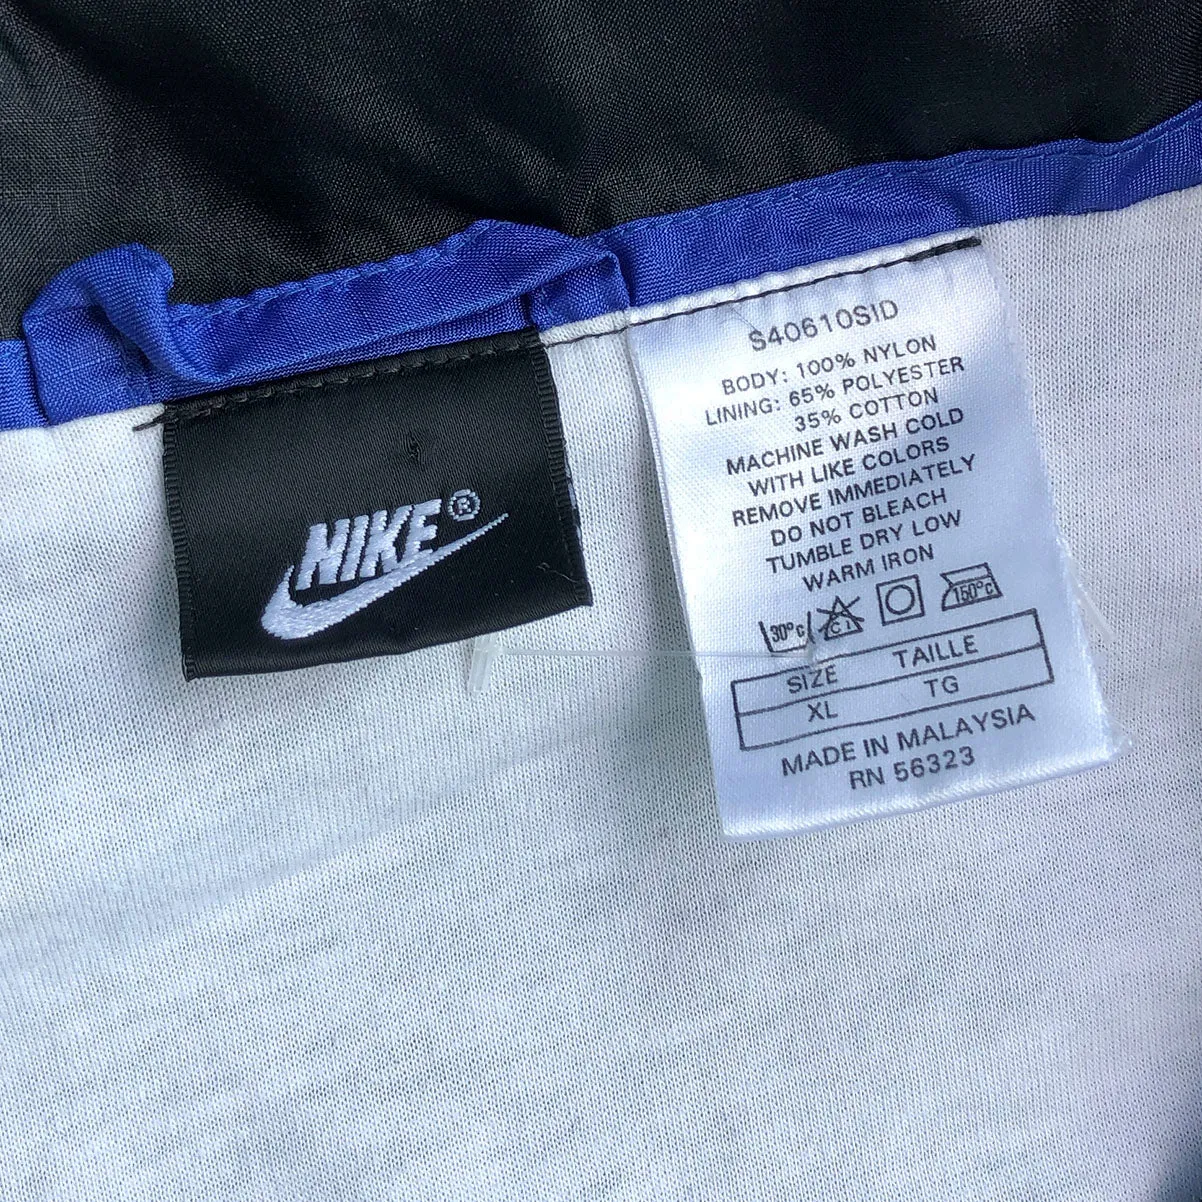 NIKE®
S40610SID
BODY: 100% NYLON
LINING: 65% POLYESTER
35% COTTON
MACHINE WASH COLD
WITH LIKE COLORS
REMOVE IMMEDIATELY
DO NOT BLEACH
TUMBLE DRY LOW
WARM IRON
30°C Cl 150°C
SIZE TAILLE
XL TG
MADE IN MALAYSIA
RN 56323